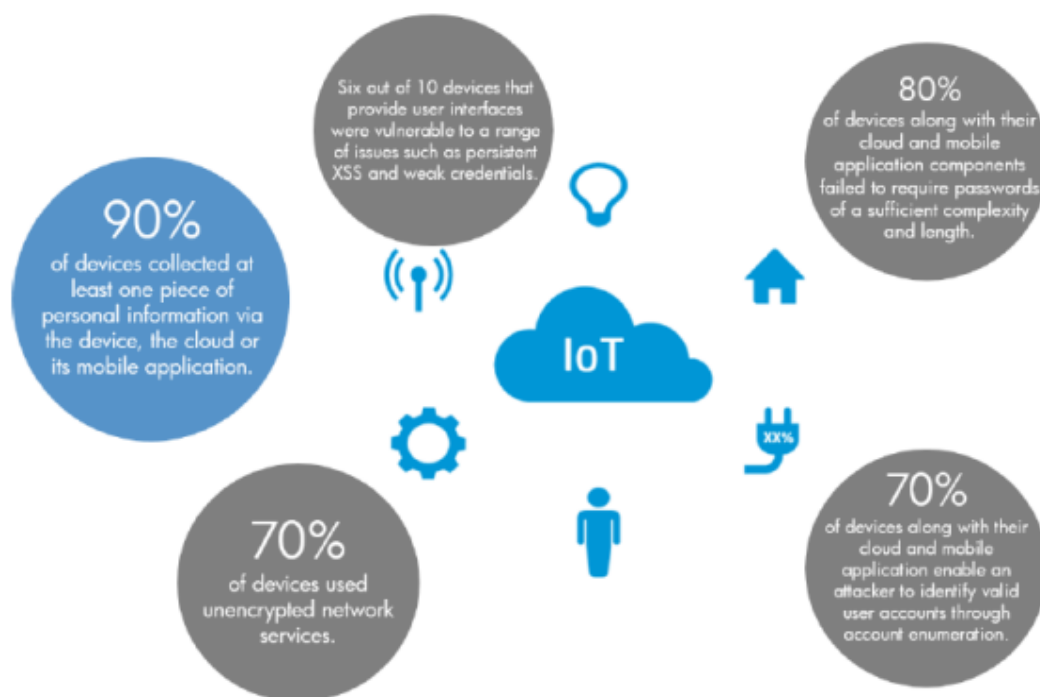 Six out of 10 devices that
provide user interfaces
were vulnerable to a range
of issues such as persistent
XSS and weak credentials.
80%
of devices along with their
cloud and mobile
application components
failed to require passwords
of a sufficient complexity
and length.
90%
of devices collected at
least one piece of
personal information via
the device, the cloud or
its mobile application.
IoT
XX%
70%
of devices used
unencrypted network
services.
70%
of devices along with their
cloud and mobile
application enable an
attacker to identify valid
user accounts through
account enumeration.